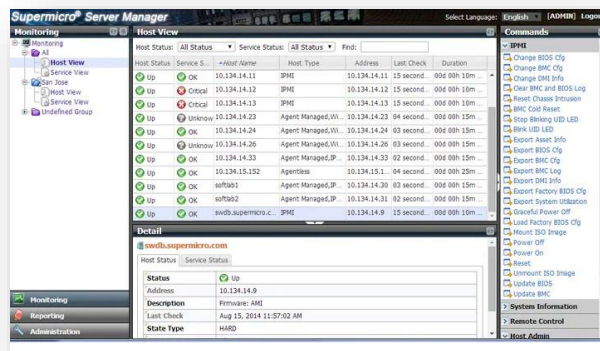 Supermicro® Server Manager
Select Language: English [ADMIN] Logou
Monitoring
Monitoring
All
Host View
Service View
San Jose
Host View
Service View
Undefined Group
Monitoring
Reporting
Administration
Host View
Host Status: All Status Service Status: All Status Find:
Host Status Service S... Host Name Host Type Address Last Check Duration
Up OK 10.134.14.11 IPMI 10.134.14.11 15 second... 00d 00h 10m ...
Up Critical 10.134.14.12 IPMI 10.134.14.12 15 second... 00d 00h 10m ...
Up Critical 10.134.14.13 IPMI 10.134.14.13 15 second... 00d 00h 10m ...
Up Unknow 10.134.14.23 Agent Managed,Wi... 10.134.14.23 04 second... 00d 00h 15m ...
Up OK 10.134.14.24 Agent Managed,Wi... 10.134.14.24 03 second... 00d 00h 15m ...
Up Unknow 10.134.14.26 Agent Managed,Wi... 10.134.14.26 03 second... 00d 00h 15m ...
Up OK 10.134.14.33 Agent Managed,IP... 10.134.14.33 02 second... 00d 00h 15m ...
Up OK 10.134.15.152 Agentless 10.134.15.1... 04 second... 00d 00h 25m ...
Up OK softlab1 Agent Managed,IP... 10.134.14.30 03 second... 00d 00h 15m ...
Up OK softlab2 Agent Managed,IP... 10.134.14.31 02 second... 00d 00h 15m ...
Up OK swdb.supermicro.c... IPMI 10.134.14.9 15 second... 00d 00h 10m ...
Detail
swdb.supermicro.com
Host Status Service Status
Status Up
Address 10.134.14.9
Description Firmware: AMI
Last Check Aug 15, 2014 11:57:02 AM
State Type HARD
Commands
IPMI
Change BIOS Cfg
Change BMC Cfg
Change DMI Info
Clear BMC and BIOS Log
Reset Chassis Intrusion
BMC Cold Reset
Stop Blinking UID LED
Blink UID LED
Export Asset Info
Export BIOS Cfg
Export BMC Cfg
Export BMC Log
Export DMI Info
Export Factory BIOS Cfg
Export System Utilization
Graceful Power Off
Load Factory BIOS Cfg
Mount ISO Image
Power Off
Power On
Reset
Unmount ISO Image
Update BIOS
Update BMC
System Information
Remote Control
Host Admin